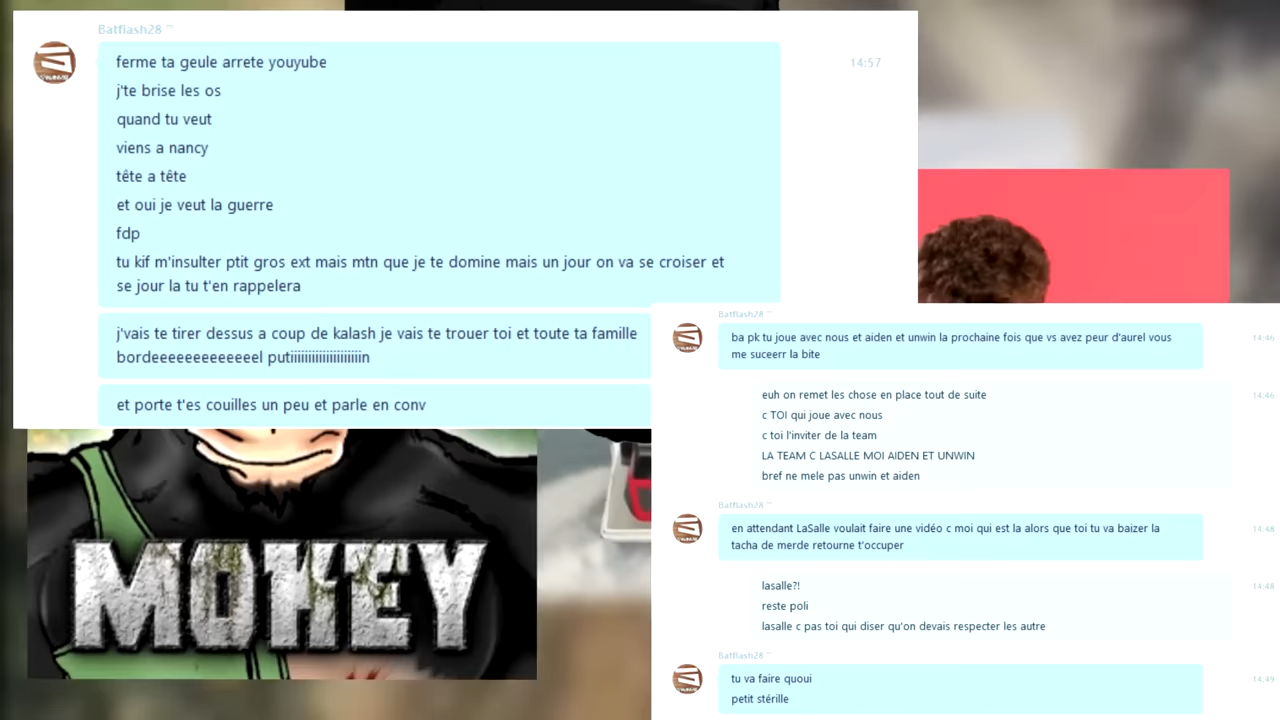 Batflash28 ™
14:57
ferme ta geule arrete youyube
j'te brise les os
quand tu veut
viens a nancy
tête a tête
et oui je veut la guerre
fdp
tu kif m'insulter ptit gros ext mais mtn que je te domine mais un jour on va se croiser et
se jour la tu t'en rappelera
j'vais te tirer dessus a coup de kalash je vais te trouer toi et toute ta famille
bordeeeeeeeeeeeeel putiiiiiiiiiiiiiiiiiiiiin
et porte t'es couilles un peu et parle en conv
MOKEY
Batflash28 ™
ba pk tu joue avec nous et aiden et unwin la prochaine fois que vs avez peur d'aurel vous
me suceerr la bite
14:46
euh on remet les chose en place tout de suite
14:46
c TOI qui joue avec nous
c toi l'inviter de la team
LA TEAM C LASALLE MOI AIDEN ET UNWIN
bref ne mele pas unwin et aiden
Batflash28 ™
en attendant LaSalle voulait faire une vidéo c moi qui est la alors que toi tu va baizer la
tacha de merde retourne t'occuper
14:48
lasalle?!
14:48
reste poli
lasalle c pas toi qui diser qu'on devais respecter les autre
Batflash28 ™
tu va faire quoui
14:49
petit stérille